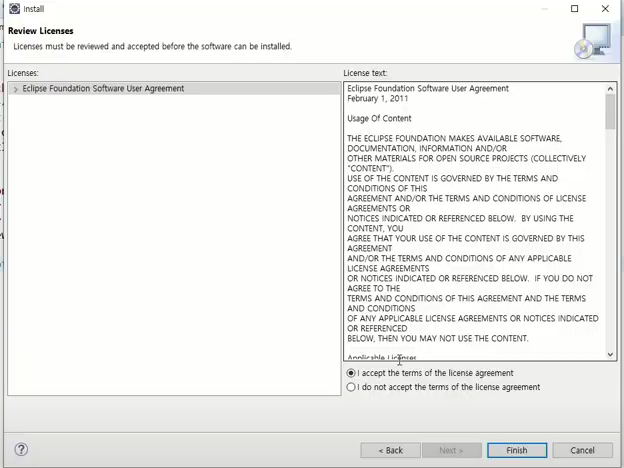 Install
Review Licenses
Licenses must be reviewed and accepted before the software can be installed.
Licenses:
Eclipse Foundation Software User Agreement
License text:
Eclipse Foundation Software User Agreement
February 1, 2011
Usage Of Content
THE ECLIPSE FOUNDATION MAKES AVAILABLE SOFTWARE,
DOCUMENTATION, INFORMATION AND/OR
OTHER MATERIALS FOR OPEN SOURCE PROJECTS (COLLECTIVELY
"CONTENT").
USE OF THE CONTENT IS GOVERNED BY THE TERMS AND
CONDITIONS OF THIS
AGREEMENT AND/OR THE TERMS AND CONDITIONS OF LICENSE
AGREEMENTS OR
NOTICES INDICATED OR REFERENCED BELOW.  BY USING THE
CONTENT, YOU
AGREE THAT YOUR USE OF THE CONTENT IS GOVERNED BY THIS
AGREEMENT
AND/OR THE TERMS AND CONDITIONS OF ANY APPLICABLE
LICENSE AGREEMENTS
OR NOTICES INDICATED OR REFERENCED BELOW.  IF YOU DO NOT
AGREE TO THE
TERMS AND CONDITIONS OF THIS AGREEMENT AND THE TERMS
AND CONDITIONS
OF ANY APPLICABLE LICENSE AGREEMENTS OR NOTICES INDICATED
OR REFERENCED
BELOW, THEN YOU MAY NOT USE THE CONTENT.
Applicable Licenses
I accept the terms of the license agreement
I do not accept the terms of the license agreement
?
< Back
Next >
Finish
Cancel